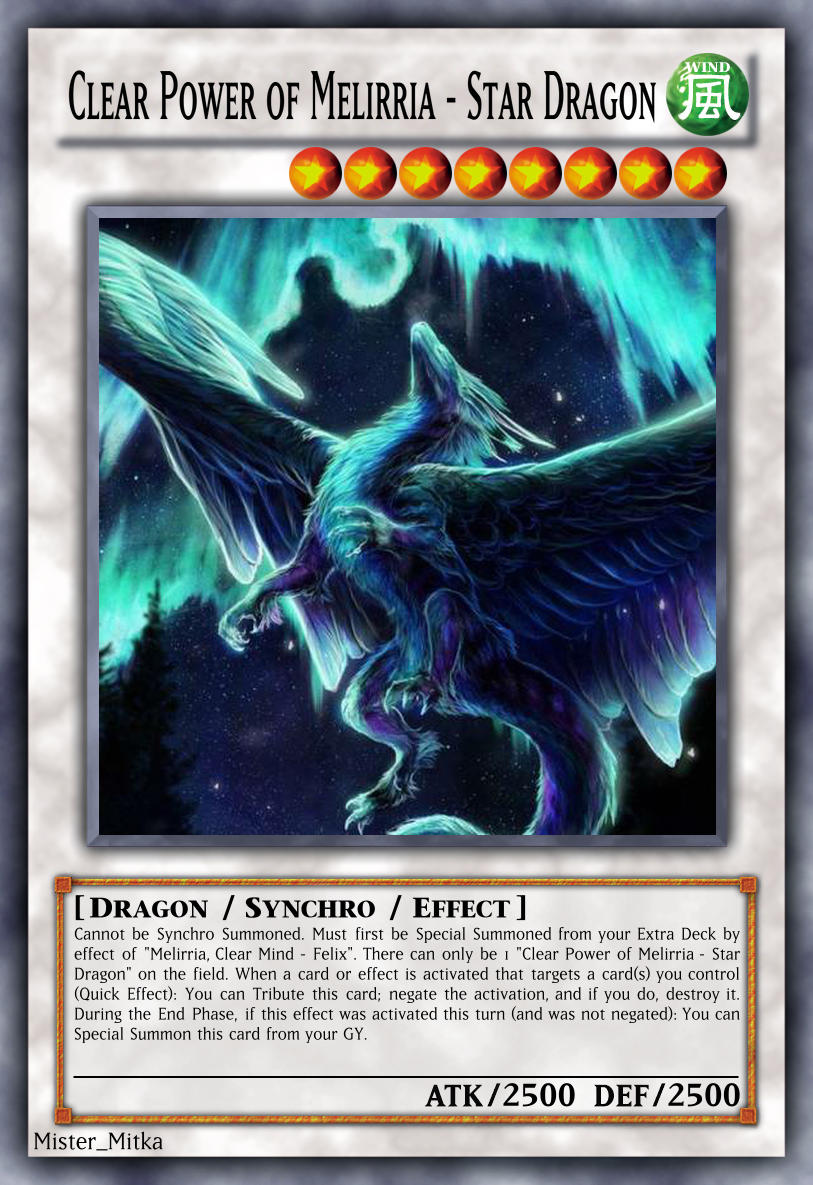 Clear Power of Melirria - Star Dragon
WIND
風
[ Dragon / Synchro / Effect ]
Cannot be Synchro Summoned. Must first be Special Summoned from your Extra Deck by
effect of "Melirria, Clear Mind - Felix". There can only be 1 "Clear Power of Melirria - Star
Dragon" on the field. When a card or effect is activated that targets a card(s) you control
(Quick Effect): You can Tribute this card; negate the activation, and if you do, destroy it.
During the End Phase, if this effect was activated this turn (and was not negated): You can
Special Summon this card from your GY.
ATK/2500 DEF/2500
Mister_Mitka